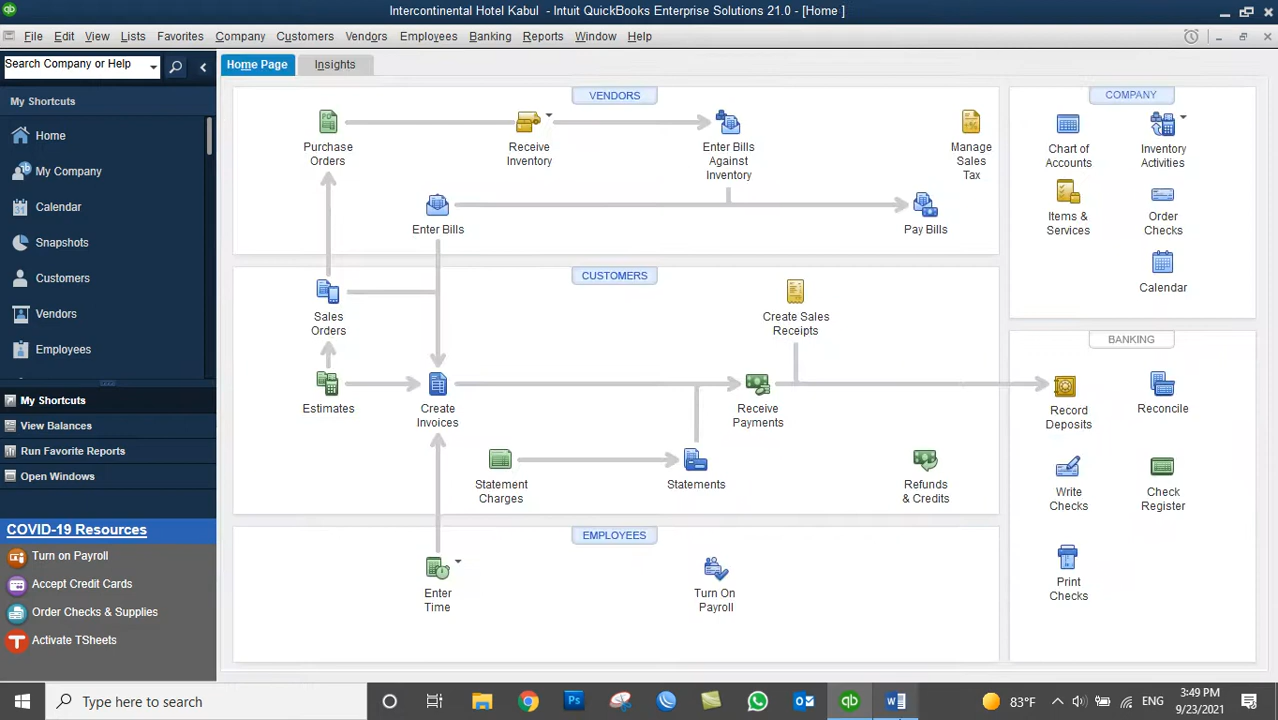 Intercontinental Hotel Kabul - Intuit QuickBooks Enterprise Solutions 21.0 - [Home ]
File Edit View Lists Favorites Company Customers Vendors Employees Banking Reports Window Help
Search Company or Help
Home Page
Insights
My Shortcuts
Home
My Company
Calendar
Snapshots
Customers
Vendors
Employees
My Shortcuts
View Balances
Run Favorite Reports
Open Windows
COVID-19 Resources
Turn on Payroll
Accept Credit Cards
Order Checks & Supplies
Activate TSheets
VENDORS
Purchase
Orders
Receive
Inventory
Enter Bills
Against
Inventory
Manage
Sales
Tax
Enter Bills
Pay Bills
CUSTOMERS
Sales
Orders
Create Sales
Receipts
Estimates
Create
Invoices
Receive
Payments
Statement
Charges
Statements
Refunds
& Credits
EMPLOYEES
Enter
Time
Turn On
Payroll
COMPANY
Chart of
Accounts
Inventory
Activities
Items &
Services
Order
Checks
Calendar
BANKING
Record
Deposits
Reconcile
Write
Checks
Check
Register
Print
Checks
Type here to search
Ps
83°F
ENG
3:49 PM
9/23/2021